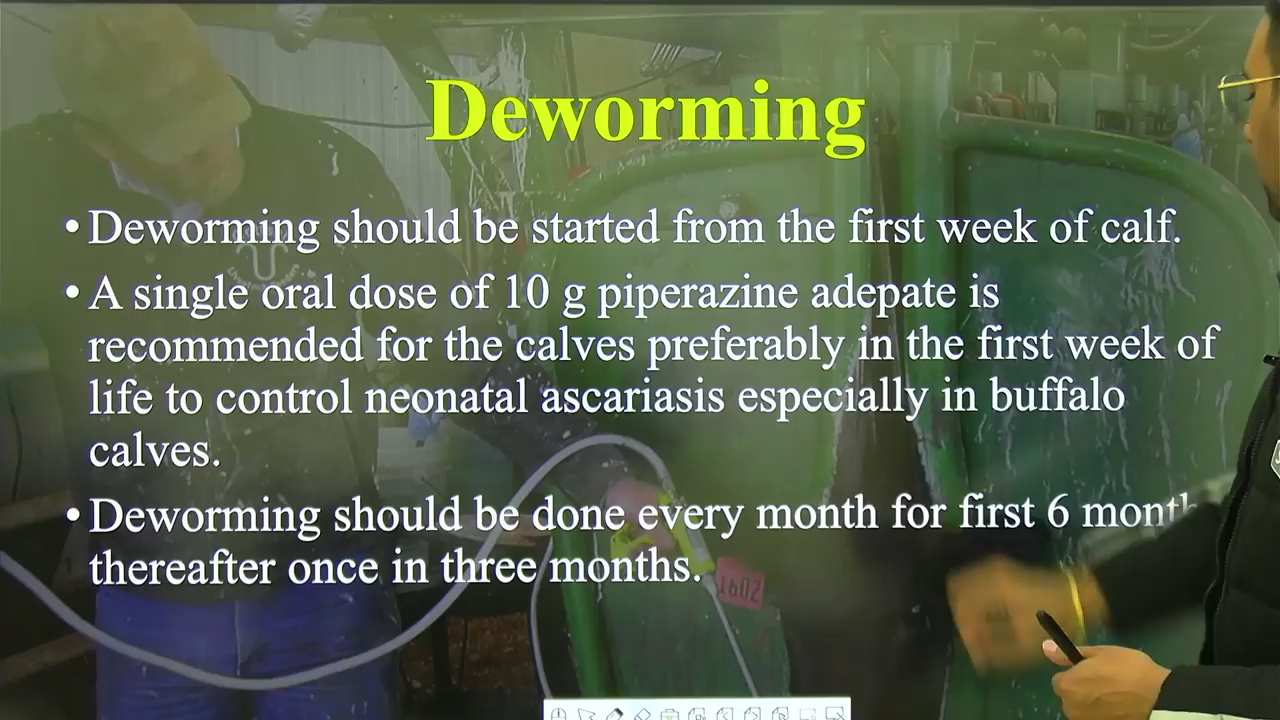 Deworming
• Deworming should be started from the first week of calf.
• A single oral dose of 10 g piperazine adepate is
recommended for the calves preferably in the first week of
life to control neonatal ascariasis especially in buffalo
calves.
• Deworming should be done every month for first 6
thereafter once in three months.
1602